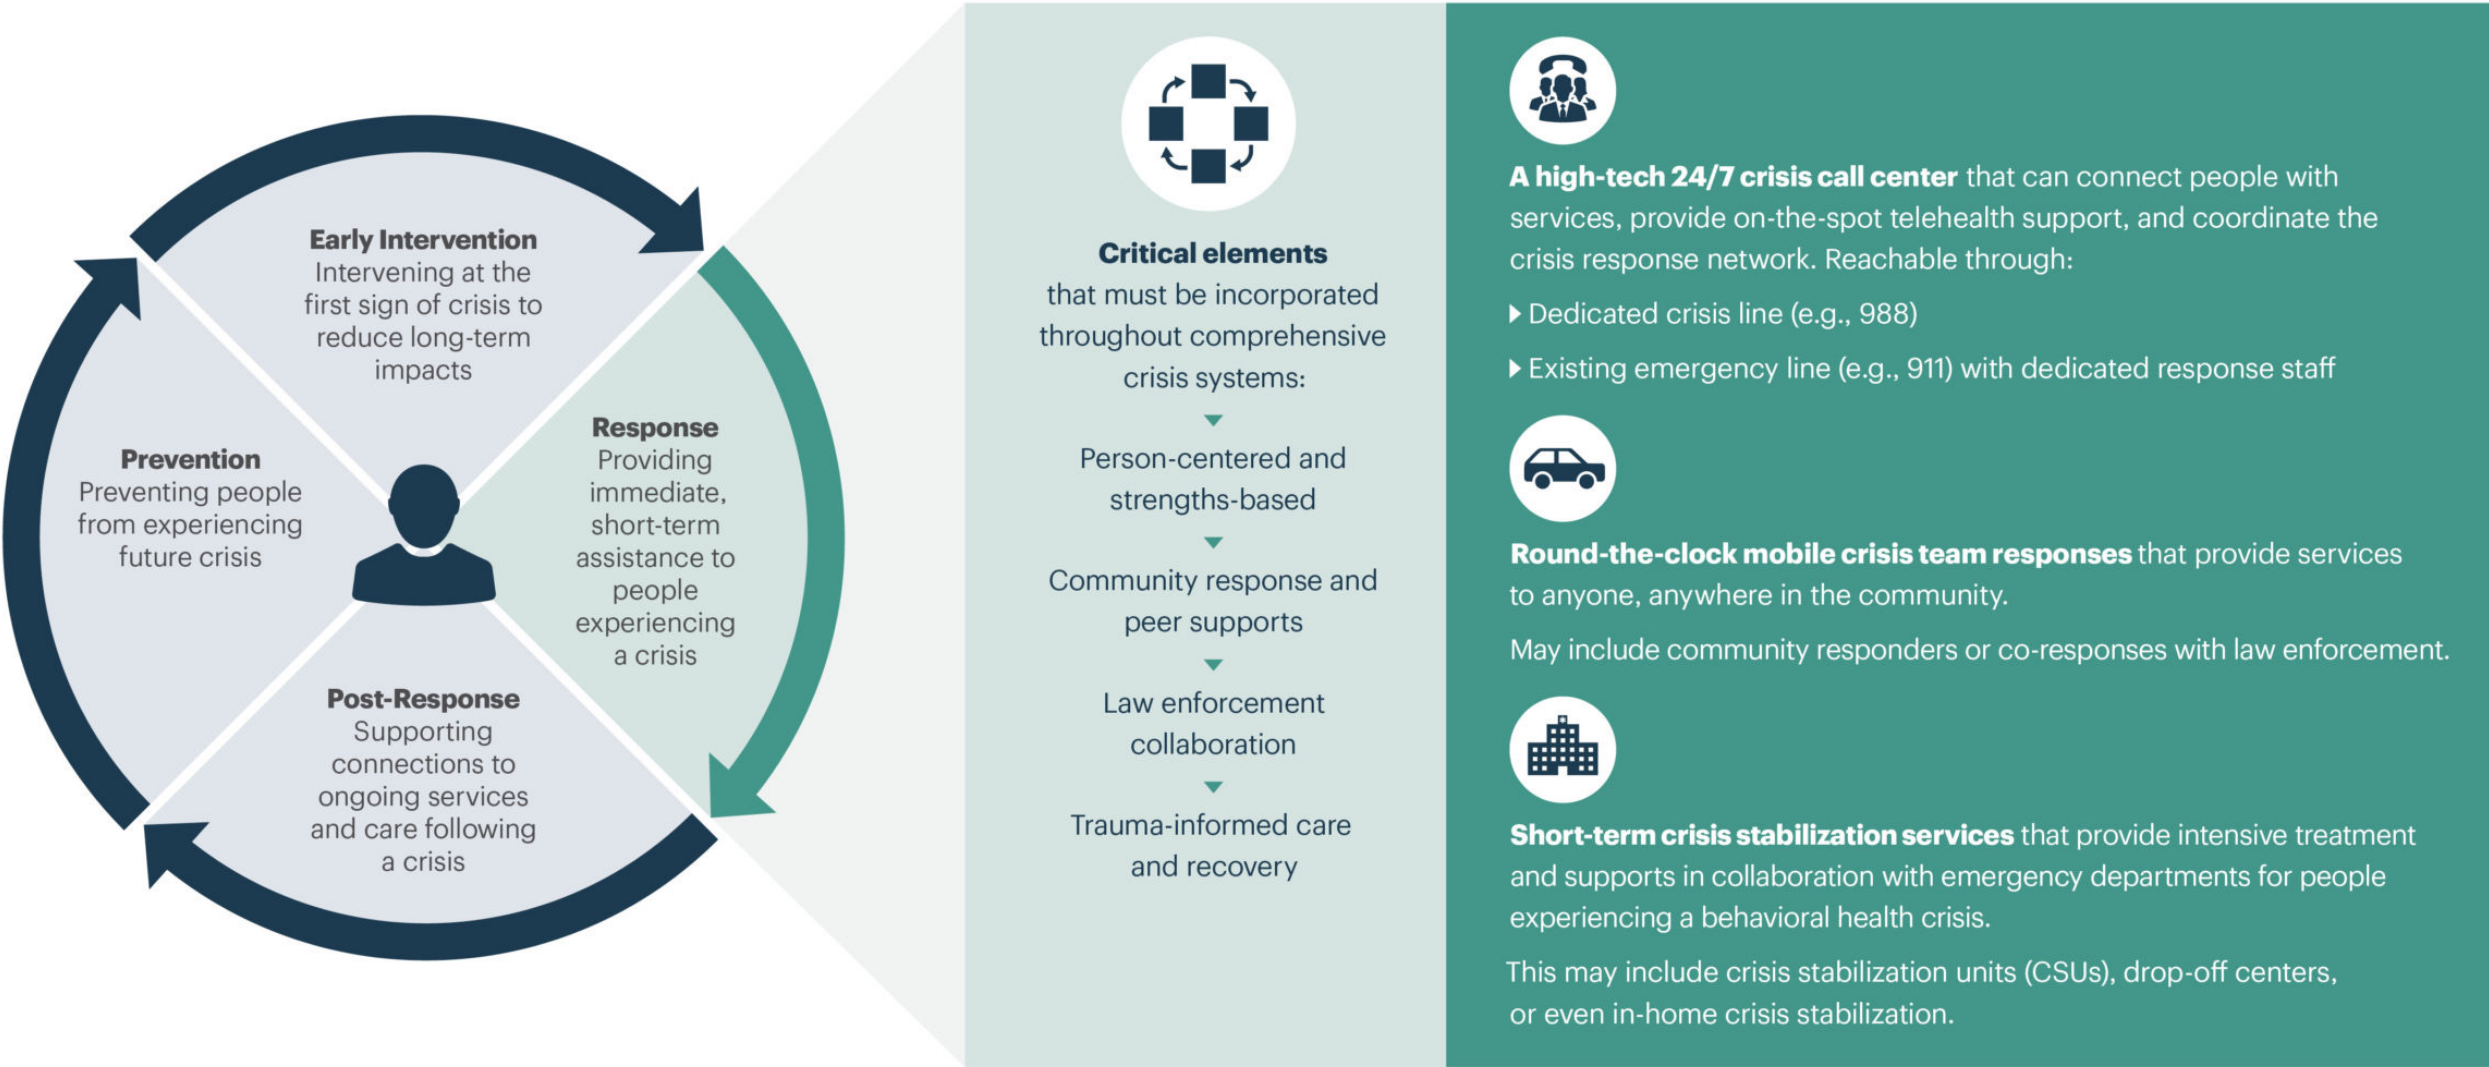 Early Intervention
Intervening at the
first sign of crisis to
reduce long-term
impacts
Response
Providing
immediate,
short-term
assistance to
people
experiencing
a crisis
Post-Response
Supporting
connections to
ongoing services
and care following
a crisis
Prevention
Preventing people
from experiencing
future crisis
Critical elements
that must be incorporated
throughout comprehensive
crisis systems:
Person-centered and
strengths-based
Community response and
peer supports
Law enforcement
collaboration
Trauma-informed care
and recovery
A high-tech 24/7 crisis call center that can connect people with
services, provide on-the-spot telehealth support, and coordinate the
crisis response network. Reachable through:
Dedicated crisis line (e.g., 988)
Existing emergency line (e.g., 911) with dedicated response staff
Round-the-clock mobile crisis team responses that provide services
to anyone, anywhere in the community.
May include community responders or co-responses with law enforcement.
Short-term crisis stabilization services that provide intensive treatment
and supports in collaboration with emergency departments for people
experiencing a behavioral health crisis.
This may include crisis stabilization units (CSUs), drop-off centers,
or even in-home crisis stabilization.